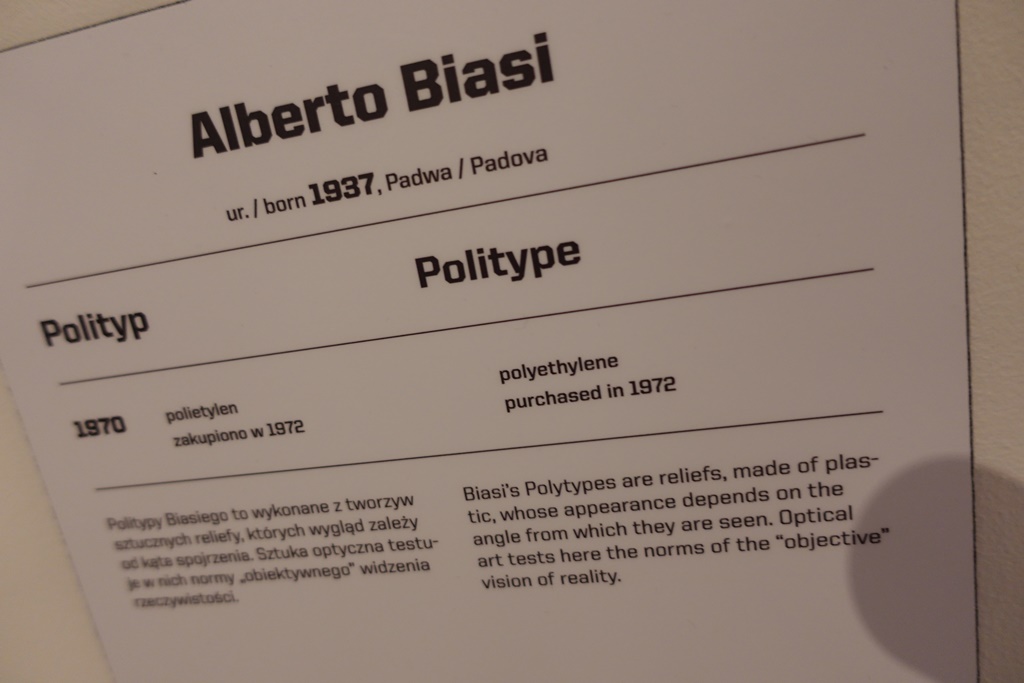 Alberto Biasi
ur. / born 1937, Padwa / Padova
Polityp
Politype
1970
polietylen
zakupiono w 1972
polyethylene
purchased in 1972
Politypy Biasiego to wykonane z tworzyw
sztucznych reliefy, których wygląd zależy
od kąta spojrzenia. Sztuka optyczna testu-
je w nich normy „obiektywnego” widzenia
rzeczywistości.
Biasi's Polytypes are reliefs, made of plas-
tic, whose appearance depends on the
angle from which they are seen. Optical
art tests here the norms of the “objective”
vision of reality.